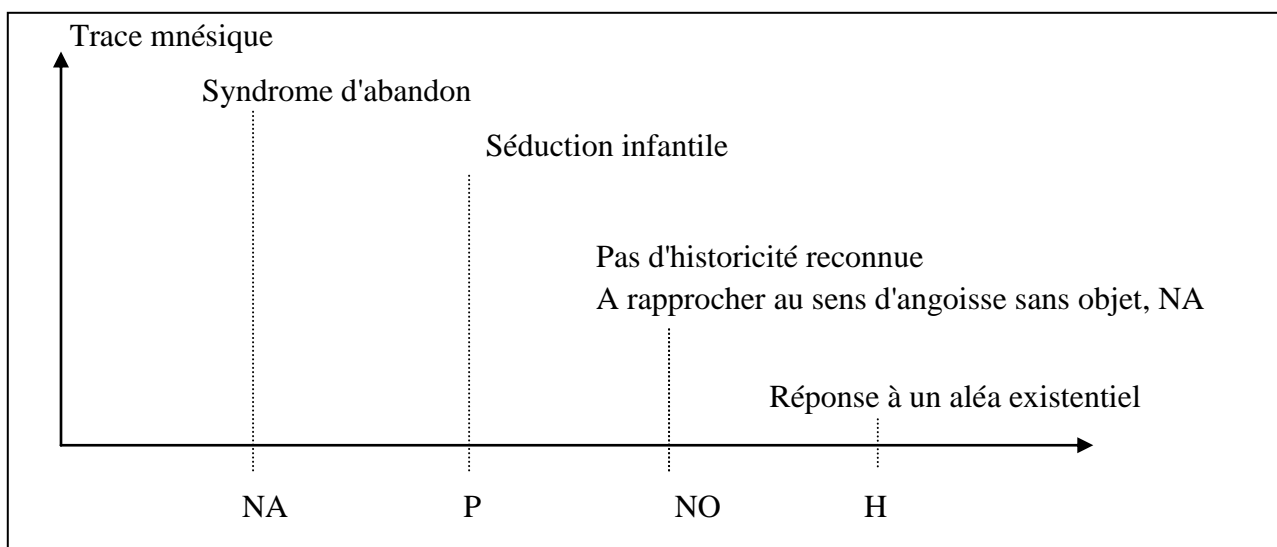 Trace mnésique
Syndrome d'abandon
Séduction infantile
Pas d'historicité reconnue
A rapprocher au sens d'angoisse sans objet, NA
Réponse à un aléa existentiel
NA P NO H